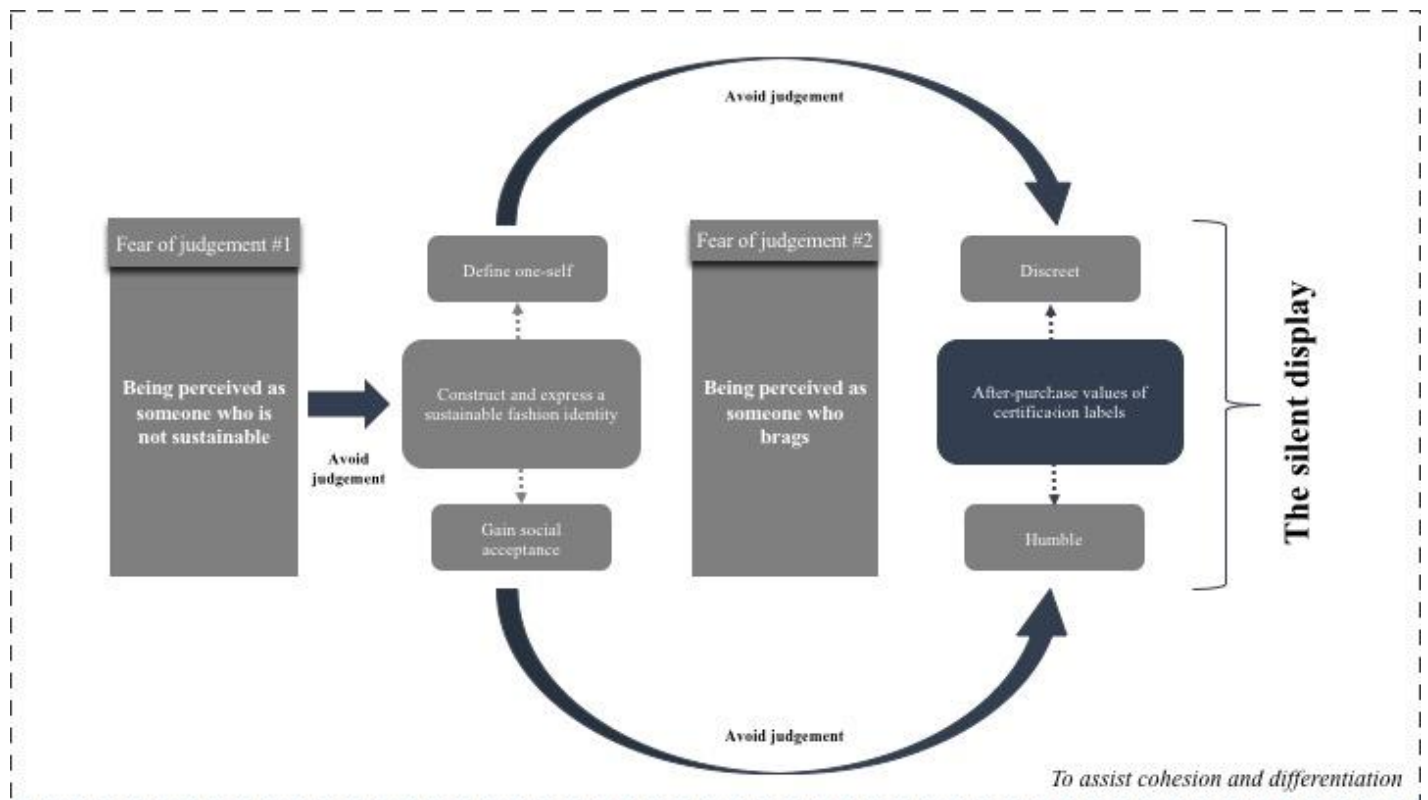 Avoid judgement
Fear of judgement #1
Being perceived as
someone who is
not sustainable
Avoid
judgement
Define one-self
Construct and express a
sustainable fashion identity
Gain social
acceptance
Fear of judgement #2
Being perceived as
someone who
brags
Discreet
After-purchase values of
certification labels
Humble
The silent display
Avoid judgement
To assist cohesion and differentiation